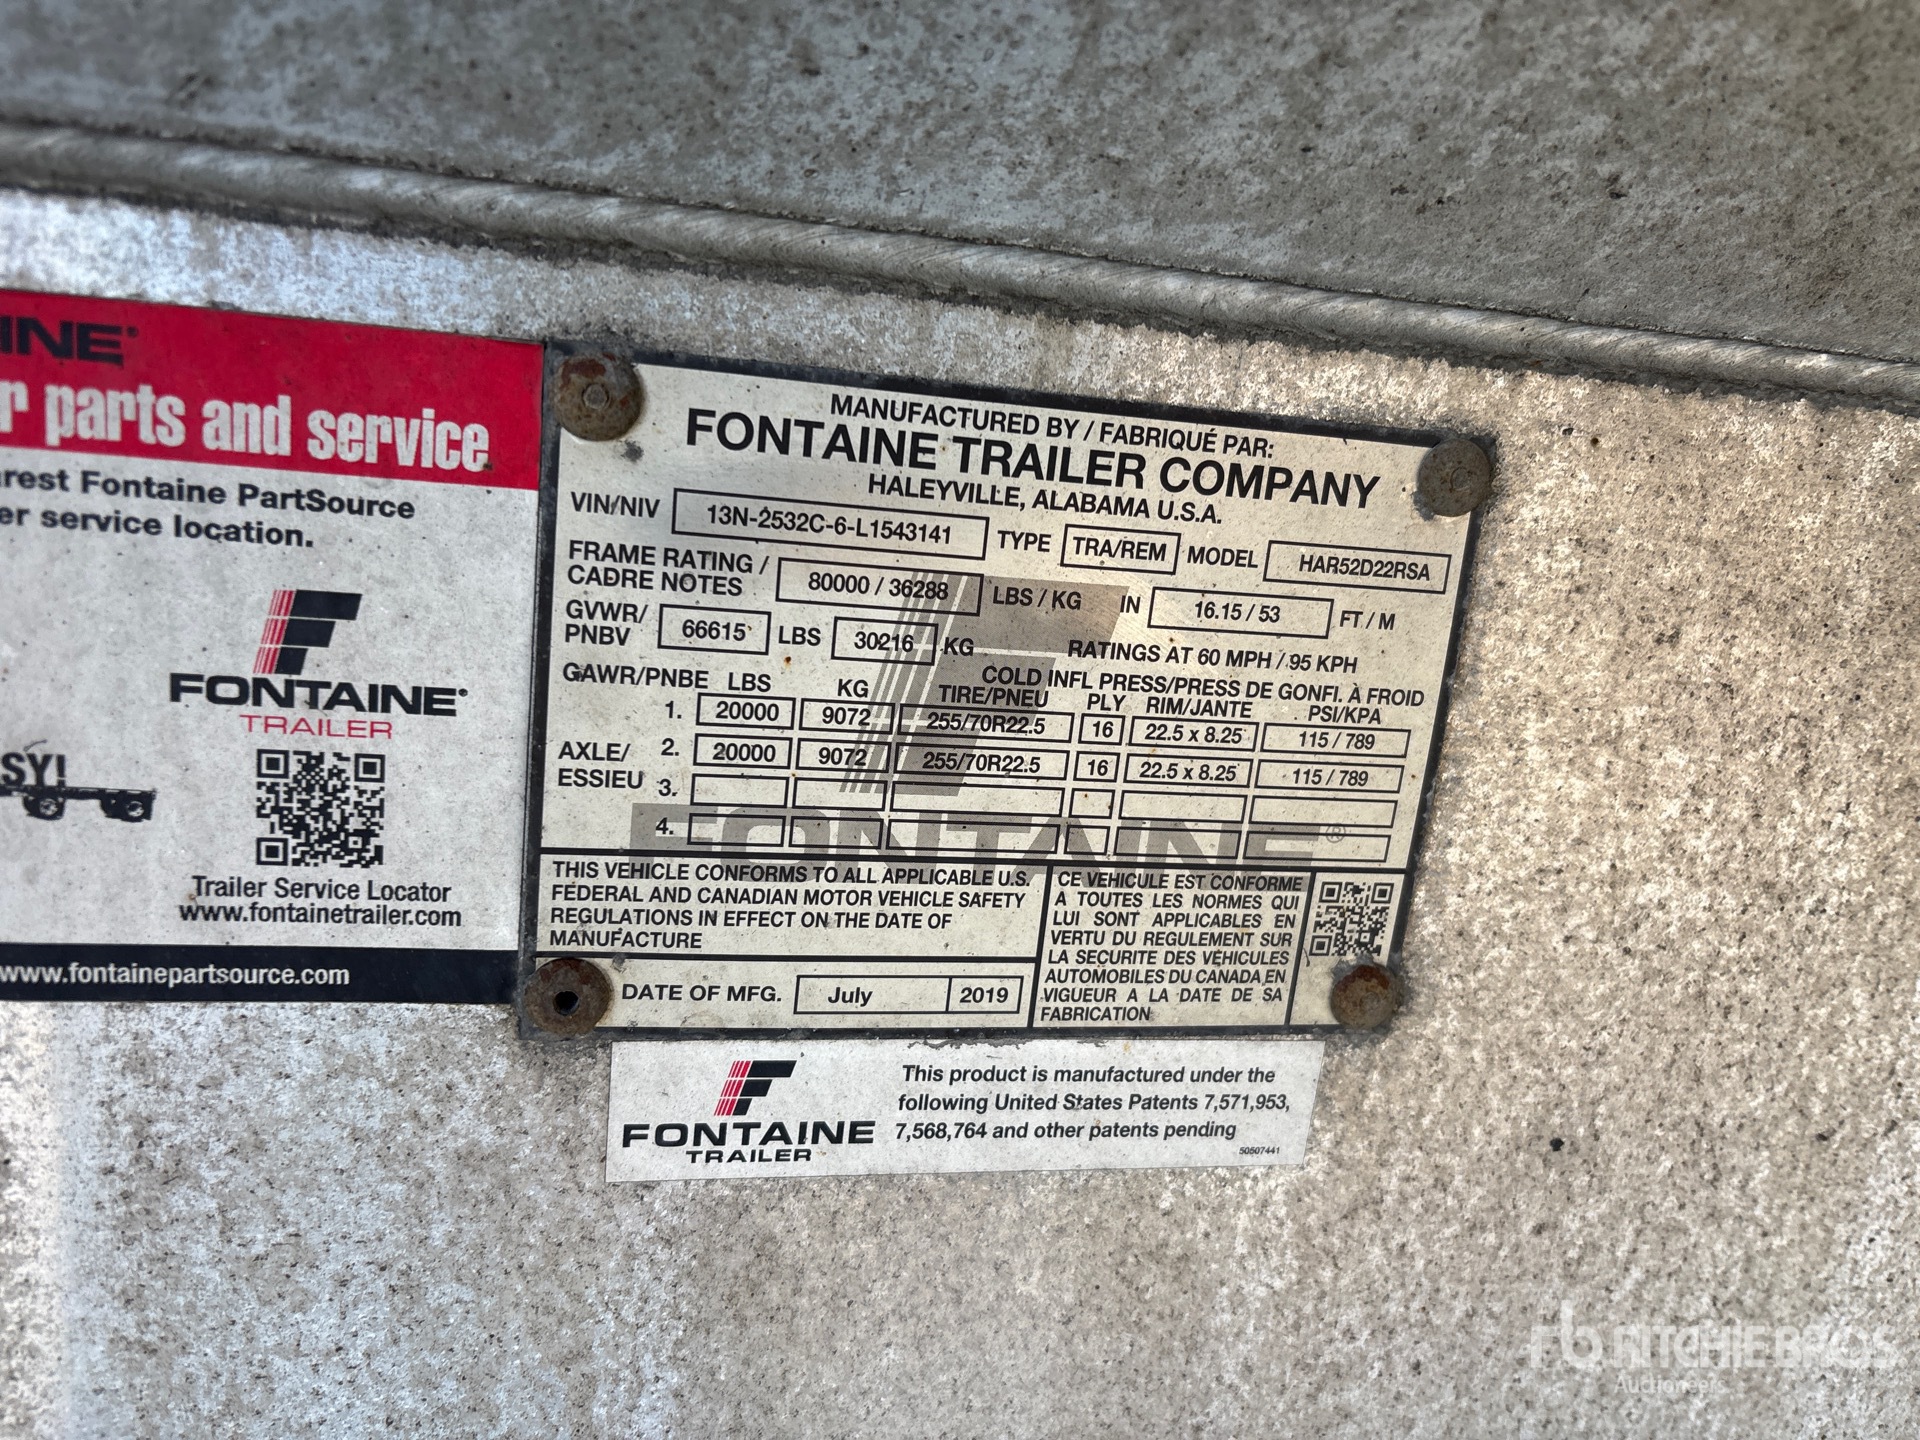 INE®
r parts and service
rest Fontaine PartSource
er service location.
FONTAINE®
TRAILER
SY!
Trailer Service Locator
www.fontainetrailer.com
www.fontainepartsource.com
MANUFACTURED BY / FABRIQUÉ PAR:
FONTAINE TRAILER COMPANY
HALEYVILLE, ALABAMA U.S.A.
VIN/NIV 13N-2532C-6-L1543141 TYPE TRA/REM MODEL HAR52D22RSA
FRAME RATING / CADRE NOTES 80000 / 36288 LBS / KG IN 16.15 / 53 FT / M
GVWR/ PNBV 66615 LBS 30216 KG RATINGS AT 60 MPH / 95 KPH
COLD INFL PRESS/PRESS DE GONFI. À FROID
GAWR/PNBE LBS KG TIRE/PNEU PLY RIM/JANTE PSI/KPA
1. 20000 9072 255/70R22.5 16 22.5 x 8.25 115 / 789
AXLE/ ESSIEU 2. 20000 9072 255/70R22.5 16 22.5 x 8.25 115 / 789
3.
4.
FONTAINE®
THIS VEHICLE CONFORMS TO ALL APPLICABLE U.S.
FEDERAL AND CANADIAN MOTOR VEHICLE SAFETY
REGULATIONS IN EFFECT ON THE DATE OF
MANUFACTURE
DATE OF MFG. July 2019
CE VEHICULE EST CONFORME
A TOUTES LES NORMES QUI
LUI SONT APPLICABLES EN
VERTU DU REGULEMENT SUR
LA SECURITE DES VEHICULES
AUTOMOBILES DU CANADA EN
VIGUEUR A LA DATE DE SA
FABRICATION
FONTAINE
TRAILER
This product is manufactured under the
following United States Patents 7,571,953,
7,568,764 and other patents pending
50507441
rb RITCHIE BROS
Auctioneers